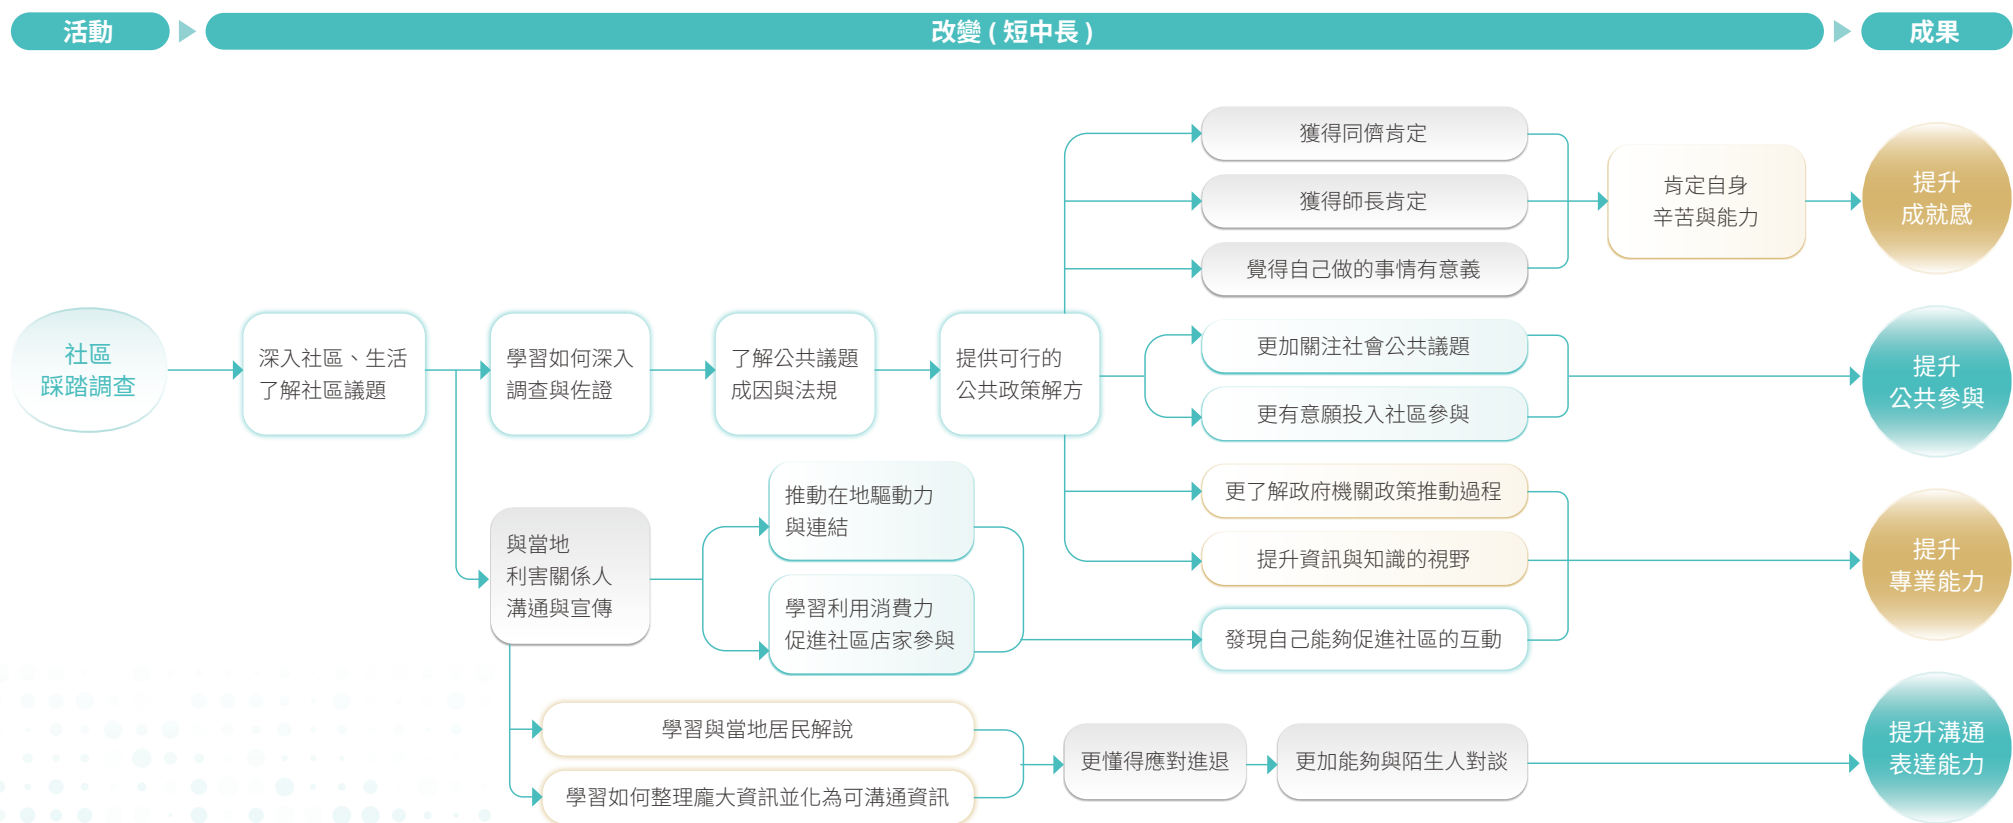 活動
改變 ( 短中長 )
成果
社區
踩踏調查
深入社區、生活
了解社區議題
學習如何深入
調查與佐證
了解公共議題
成因與法規
提供可行的
公共政策解方
獲得同儕肯定
獲得師長肯定
覺得自己做的事情有意義
肯定自身
辛苦與能力
提升
成就感
更加關注社會公共議題
更有意願投入社區參與
提升
公共參與
更了解政府機關政策推動過程
提升資訊與知識的視野
發現自己能夠促進社區的互動
提升
專業能力
與當地
利害關係人
溝通與宣傳
推動在地驅動力
與連結
學習利用消費力
促進社區店家參與
學習與當地居民解說
學習如何整理龐大資訊並化為可溝通資訊
更懂得應對進退
更加能夠與陌生人對談
提升溝通
表達能力